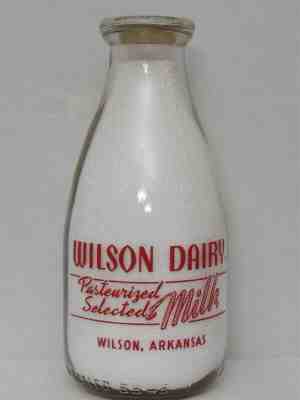 WILSON DAIRY
Pasteurized
Selected Milk
WILSON, ARKANSAS